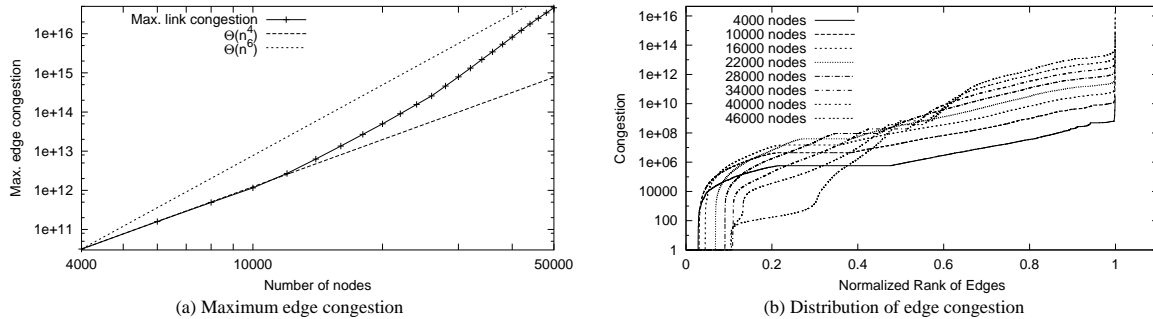 Max. edge congestion
1e+16
1e+15
1e+14
1e+13
1e+12
1e+11
4000
10000
50000
Number of nodes
Max. link congestion
Θ(n^4)
Θ(n^6)
(a) Maximum edge congestion
Congestion
1e+16
1e+14
1e+12
1e+10
1e+08
1e+06
10000
100
1
0
0.2
0.4
0.6
0.8
1
Normalized Rank of Edges
4000 nodes
10000 nodes
16000 nodes
22000 nodes
28000 nodes
34000 nodes
40000 nodes
46000 nodes
(b) Distribution of edge congestion